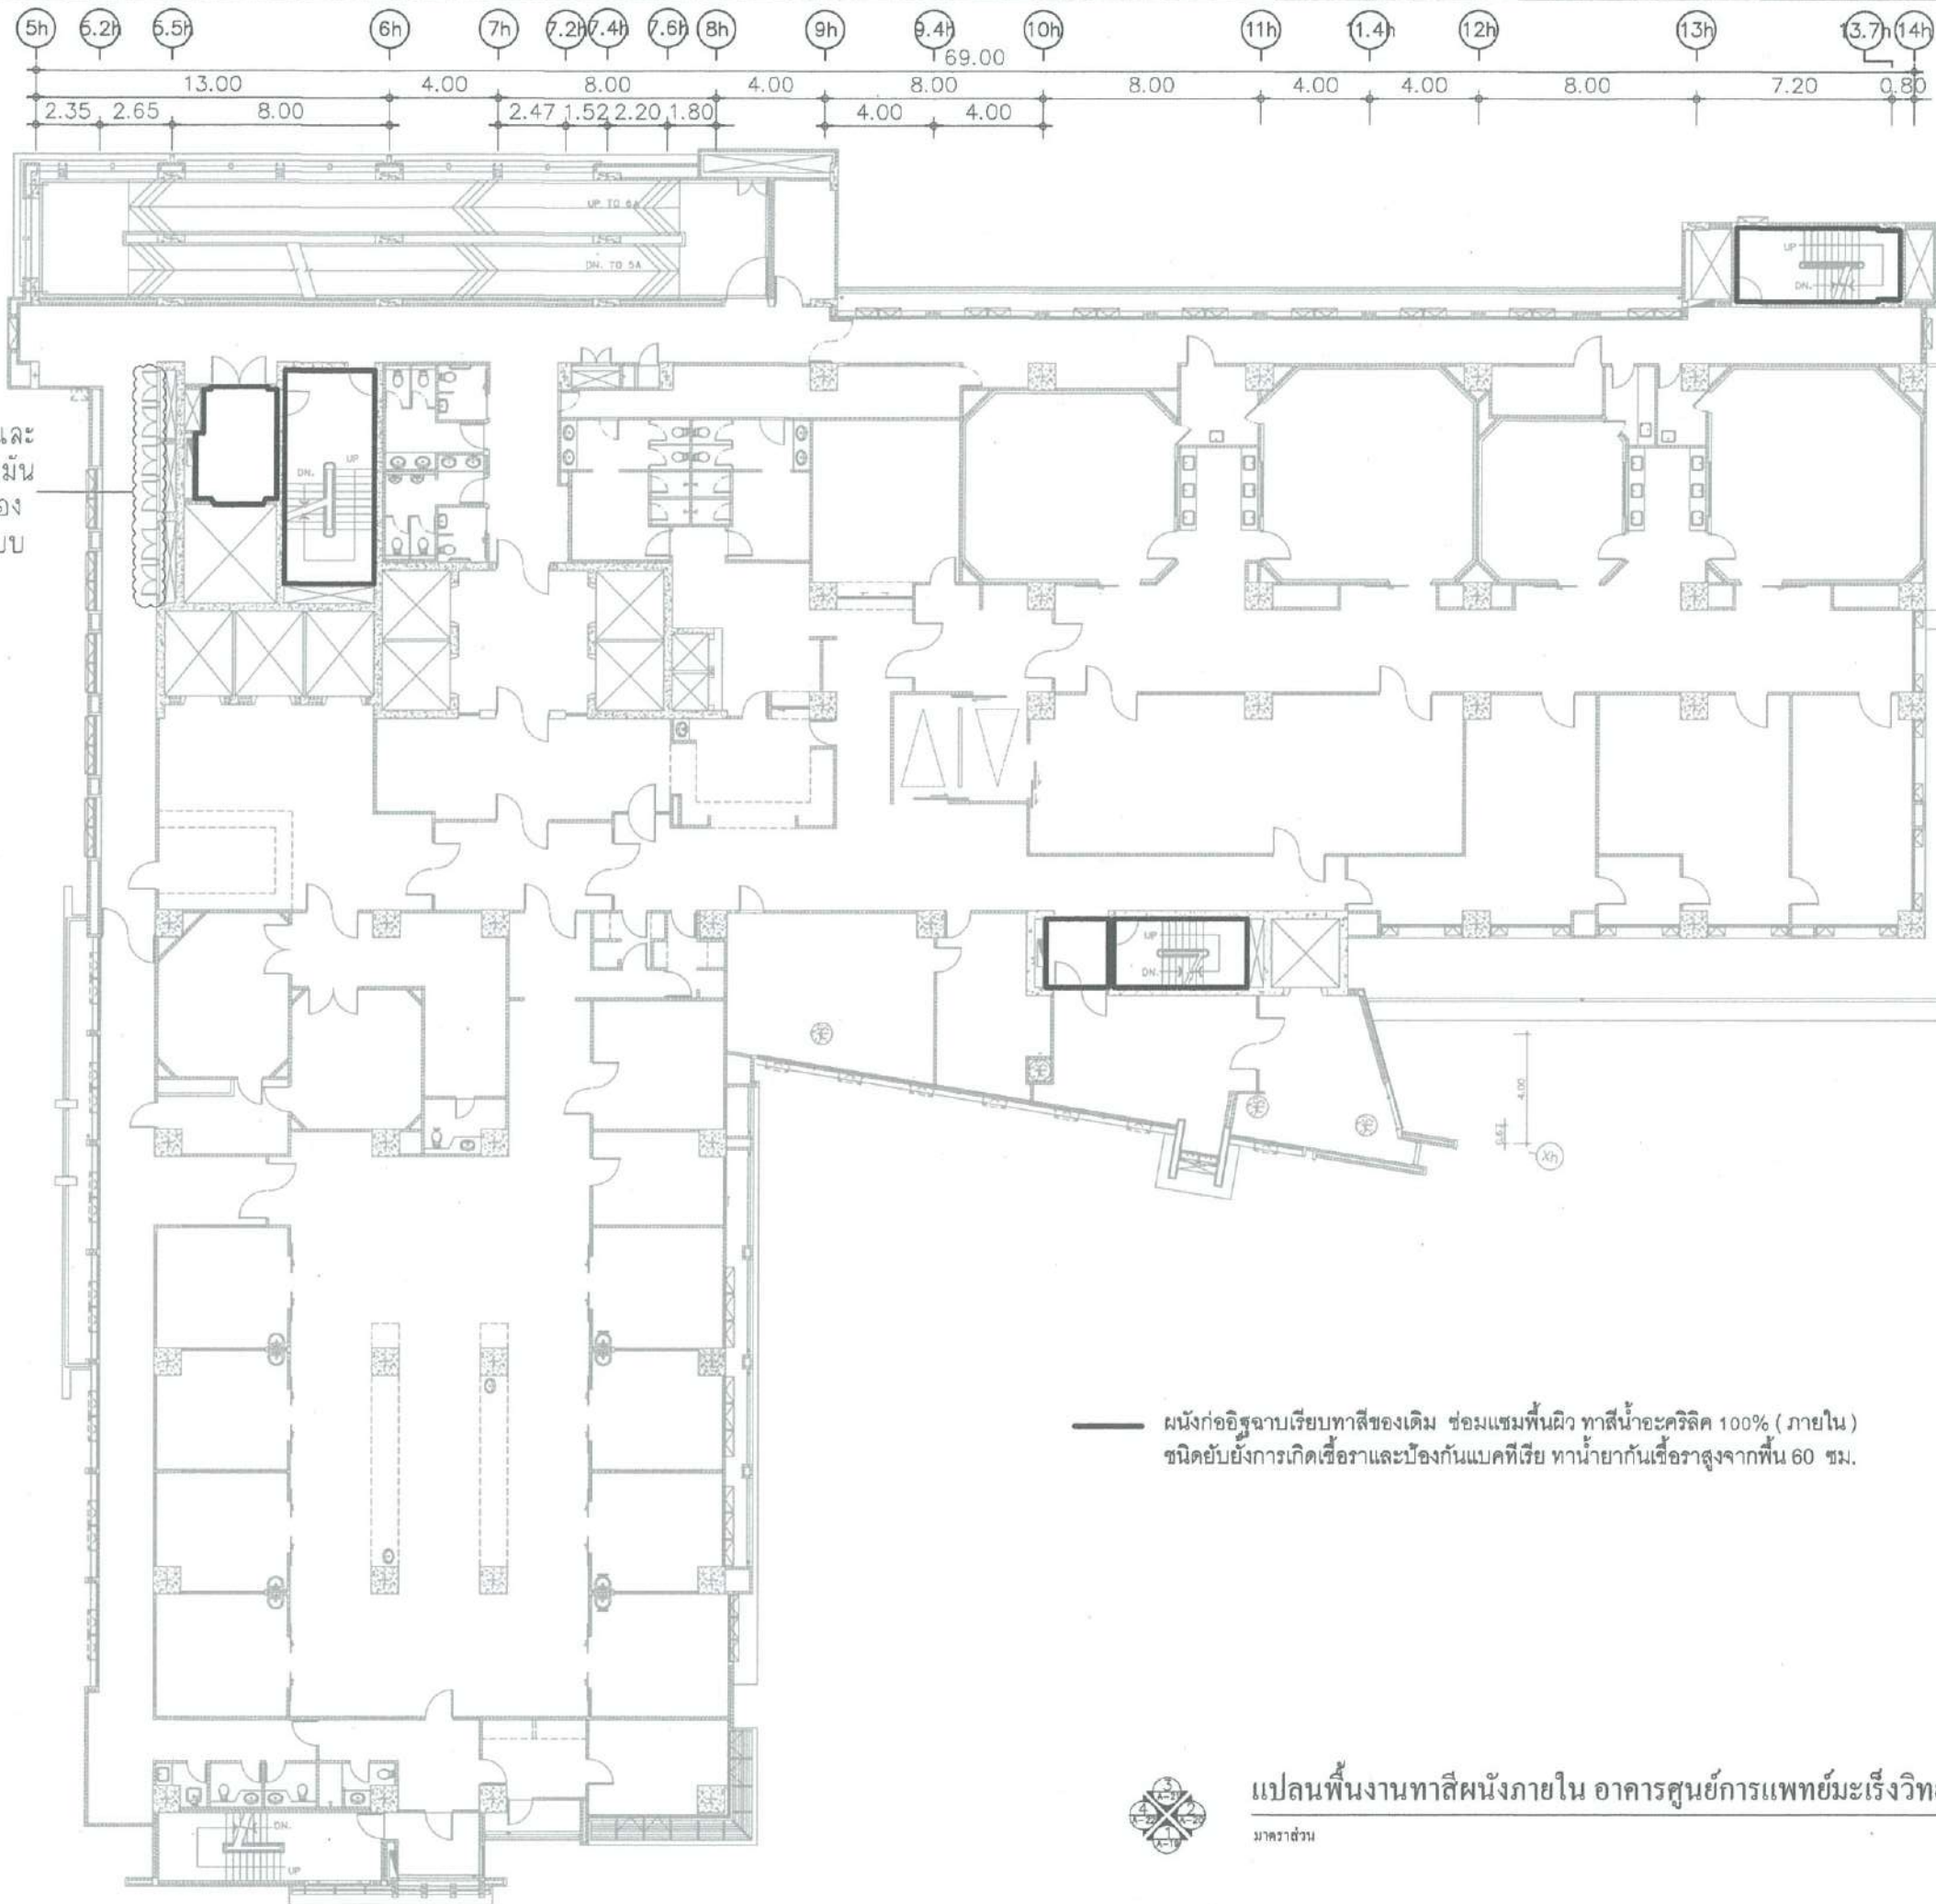 5h 5.2h 5.5h 6h 7h 7.2h 7.4h 7.6h 8h 9h 9.4h 10h 11h 11.4h 12h 13h 13.7h 14h
69.00
13.00 4.00 8.00 4.00 8.00 8.00 4.00 4.00 8.00 7.20 0.80
2.35 2.65 8.00 2.47 1.52 2.20 1.80 4.00 4.00
UP TO 6A
DN. TO 5A
UP
DN.
และ
มัน
DN. UP
UP
DN.
4.00
0.67
Xh
ผนังก่ออิฐฉาบเรียบทาสีของเดิม ซ่อมแซมพื้นผิว ทาสีน้ำอะคริลิค 100% ( ภายใน )
ชนิดยับยั้งการเกิดเชื้อราและป้องกันแบคทีเรีย ทาน้ำยากันเชื้อราสูงจากพื้น 60 ซม.
3
4 2
1
แปลนพื้นงานทาสีผนังภายใน อาคารศูนย์การแพทย์มะเร็งวิท
มาตราส่วน
DN.
UP